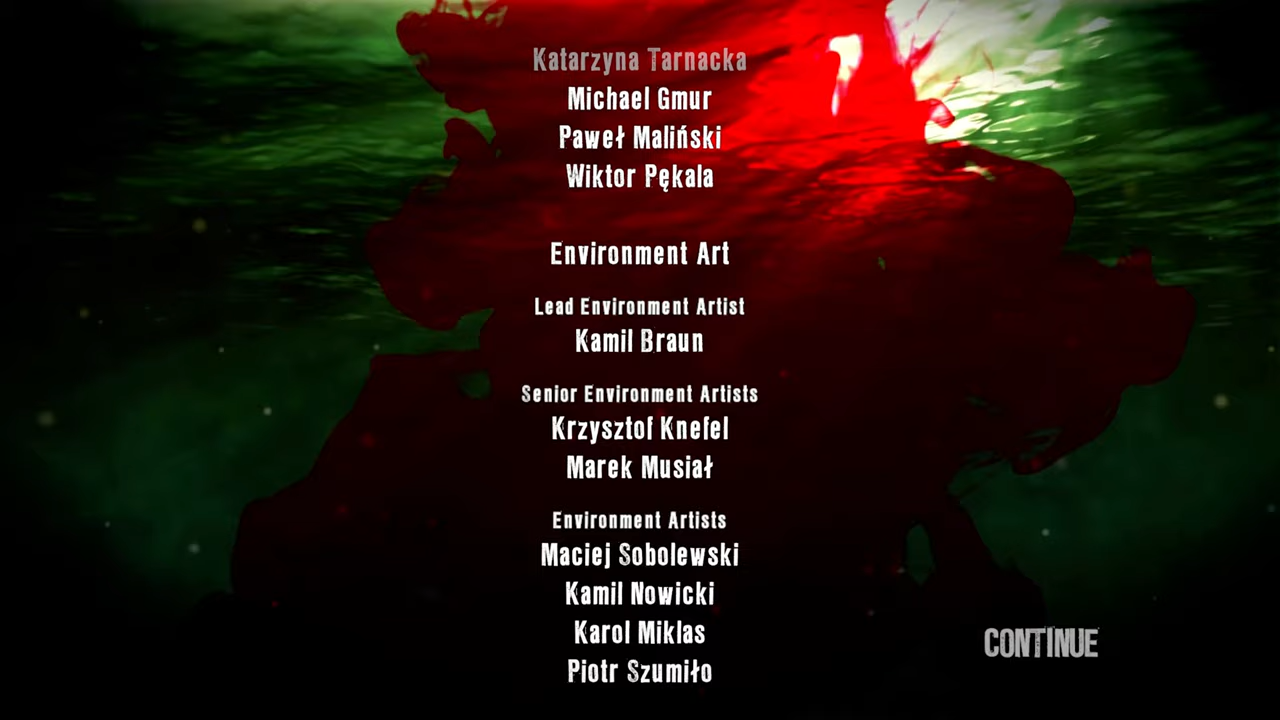 Katarzyna Tarnacka
Michael Gmur
Paweł Maliński
Wiktor Pękala
Environment Art
Lead Environment Artist
Kamil Braun
Senior Environment Artists
Krzysztof Knefel
Marek Musiał
Environment Artists
Maciej Sobolewski
Kamil Nowicki
Karol Miklas
Piotr Szumiło
CONTINUE